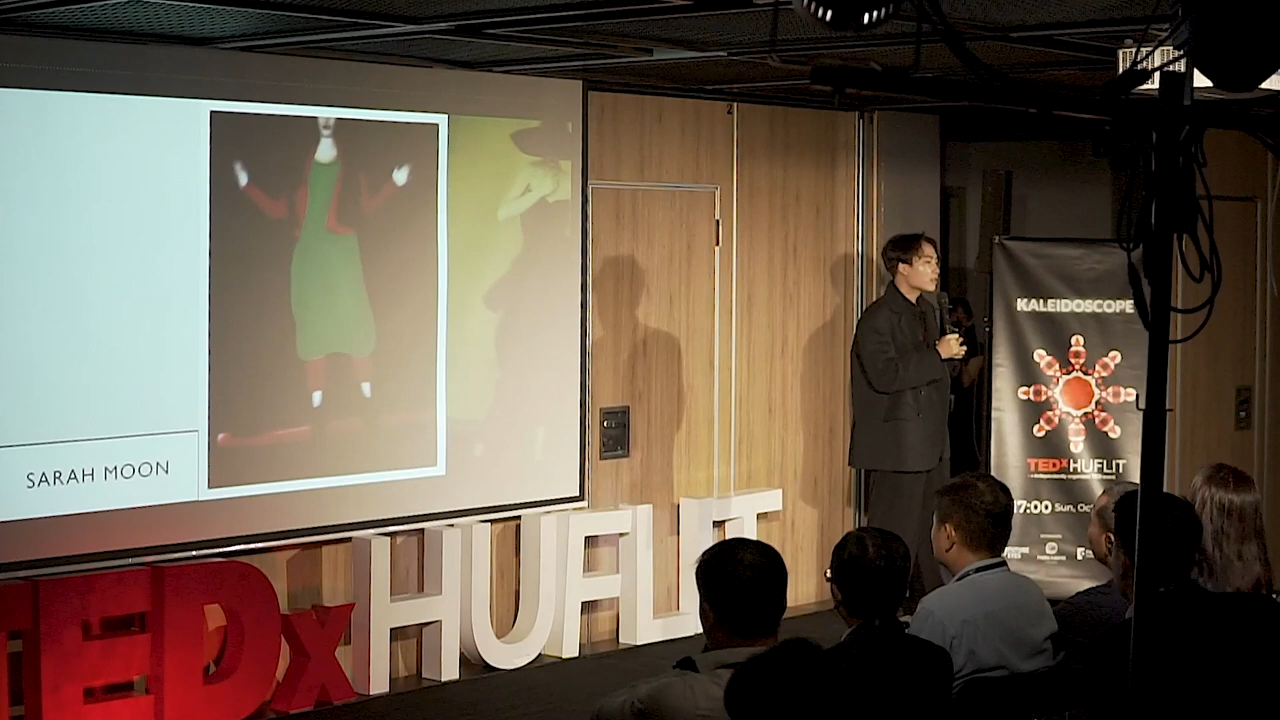 SARAH MOON
TEDxHUFLIT
KALEIDOSCOPE
TEDxHUFLIT
17:00 Sun, Oc